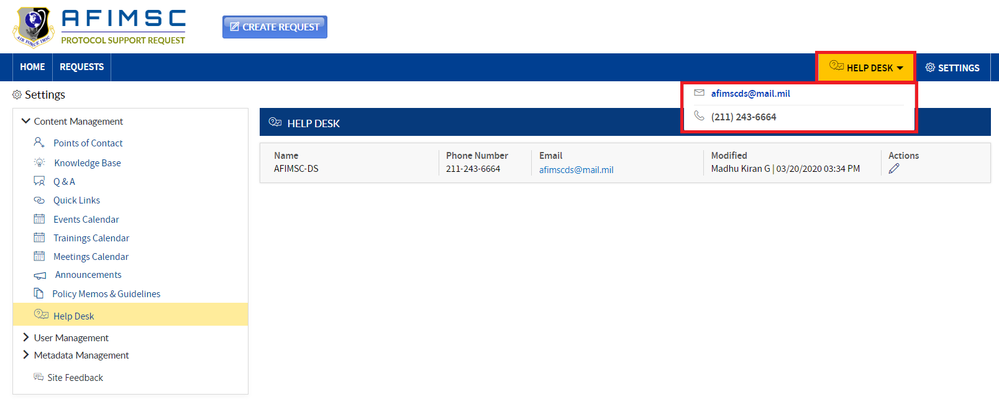 AFIMSC
PROTOCOL SUPPORT REQUEST
AIR FORCE IMSC
CREATE REQUEST
HOME
REQUESTS
HELP DESK
SETTINGS
afimscds@mail.mil
(211) 243-6664
Settings
Content Management
Points of Contact
Knowledge Base
Q & A
Quick Links
Events Calendar
Trainings Calendar
Meetings Calendar
Announcements
Policy Memos & Guidelines
Help Desk
User Management
Metadata Management
Site Feedback
HELP DESK
Name Phone Number Email Modified Actions
AFIMSC-DS 211-243-6664 afimscds@mail.mil Madhu Kiran G | 03/20/2020 03:34 PM